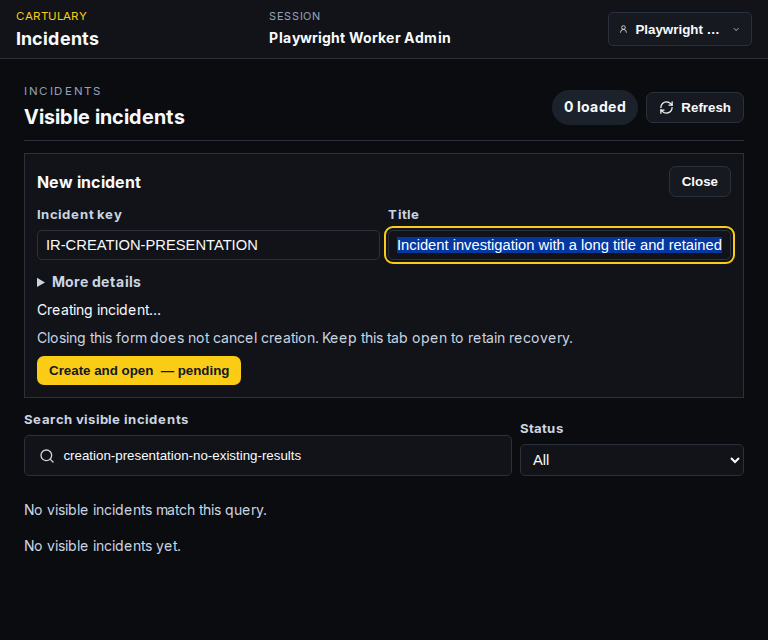 CARTULARY
Incidents
SESSION
Playwright Worker Admin
Playwright ...
INCIDENTS
Visible incidents
0 loaded
Refresh
New incident
Close
Incident key
Title
IR-CREATION-PRESENTATION
Incident investigation with a long title and retained
More details
Creating incident...
Closing this form does not cancel creation. Keep this tab open to retain recovery.
Create and open — pending
Search visible incidents
Status
creation-presentation-no-existing-results
All
No visible incidents match this query.
No visible incidents yet.